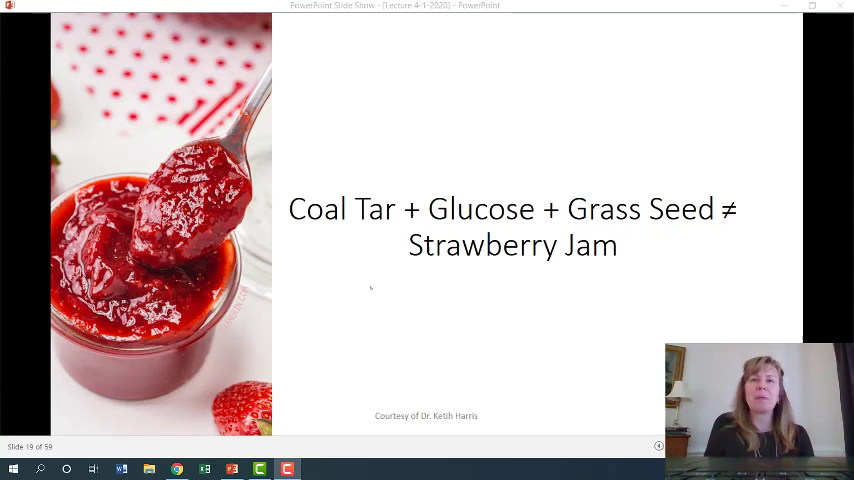 PowerPoint Slide Show - [Lecture 4-1-2020] - PowerPoint
Coal Tar + Glucose + Grass Seed ≠
Strawberry Jam
Courtesy of Dr. Ketih Harris
Slide 19 of 59